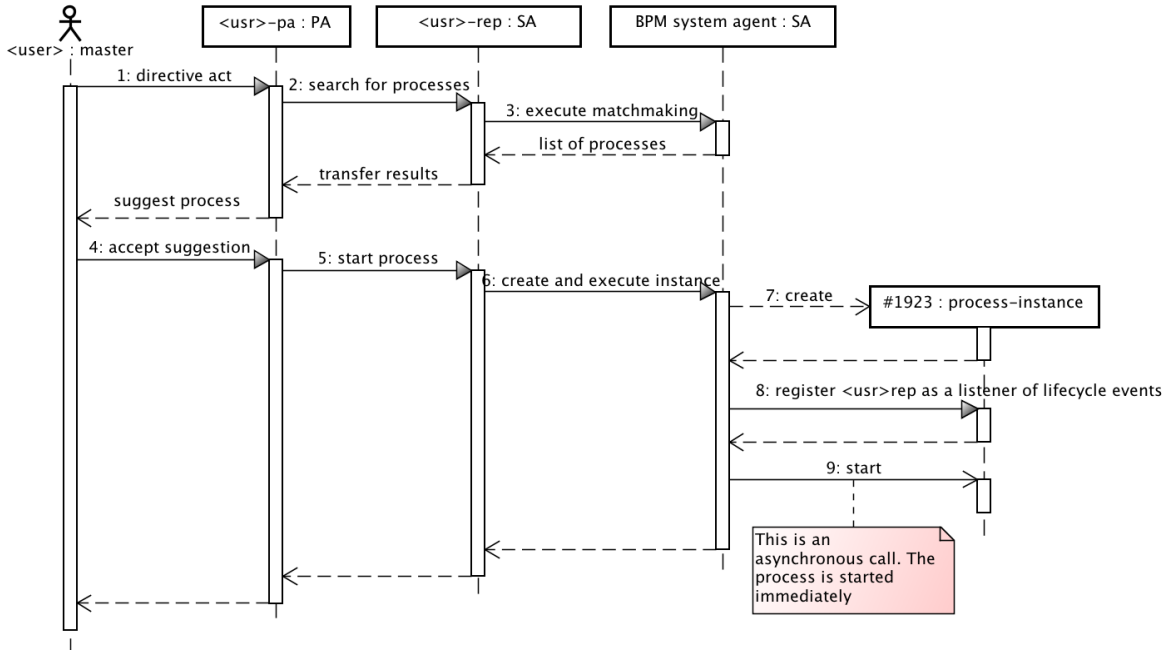 <usr>-pa : PA
<usr>-rep : SA
BPM system agent : SA
<user> : master
1: directive act
2: search for processes
3: execute matchmaking
list of processes
transfer results
suggest process
4: accept suggestion
5: start process
6: create and execute instance
7: create
#1923 : process-instance
8: register <usr>rep as a listener of lifecycle events
9: start
This is an
asynchronous call. The
process is started
immediately